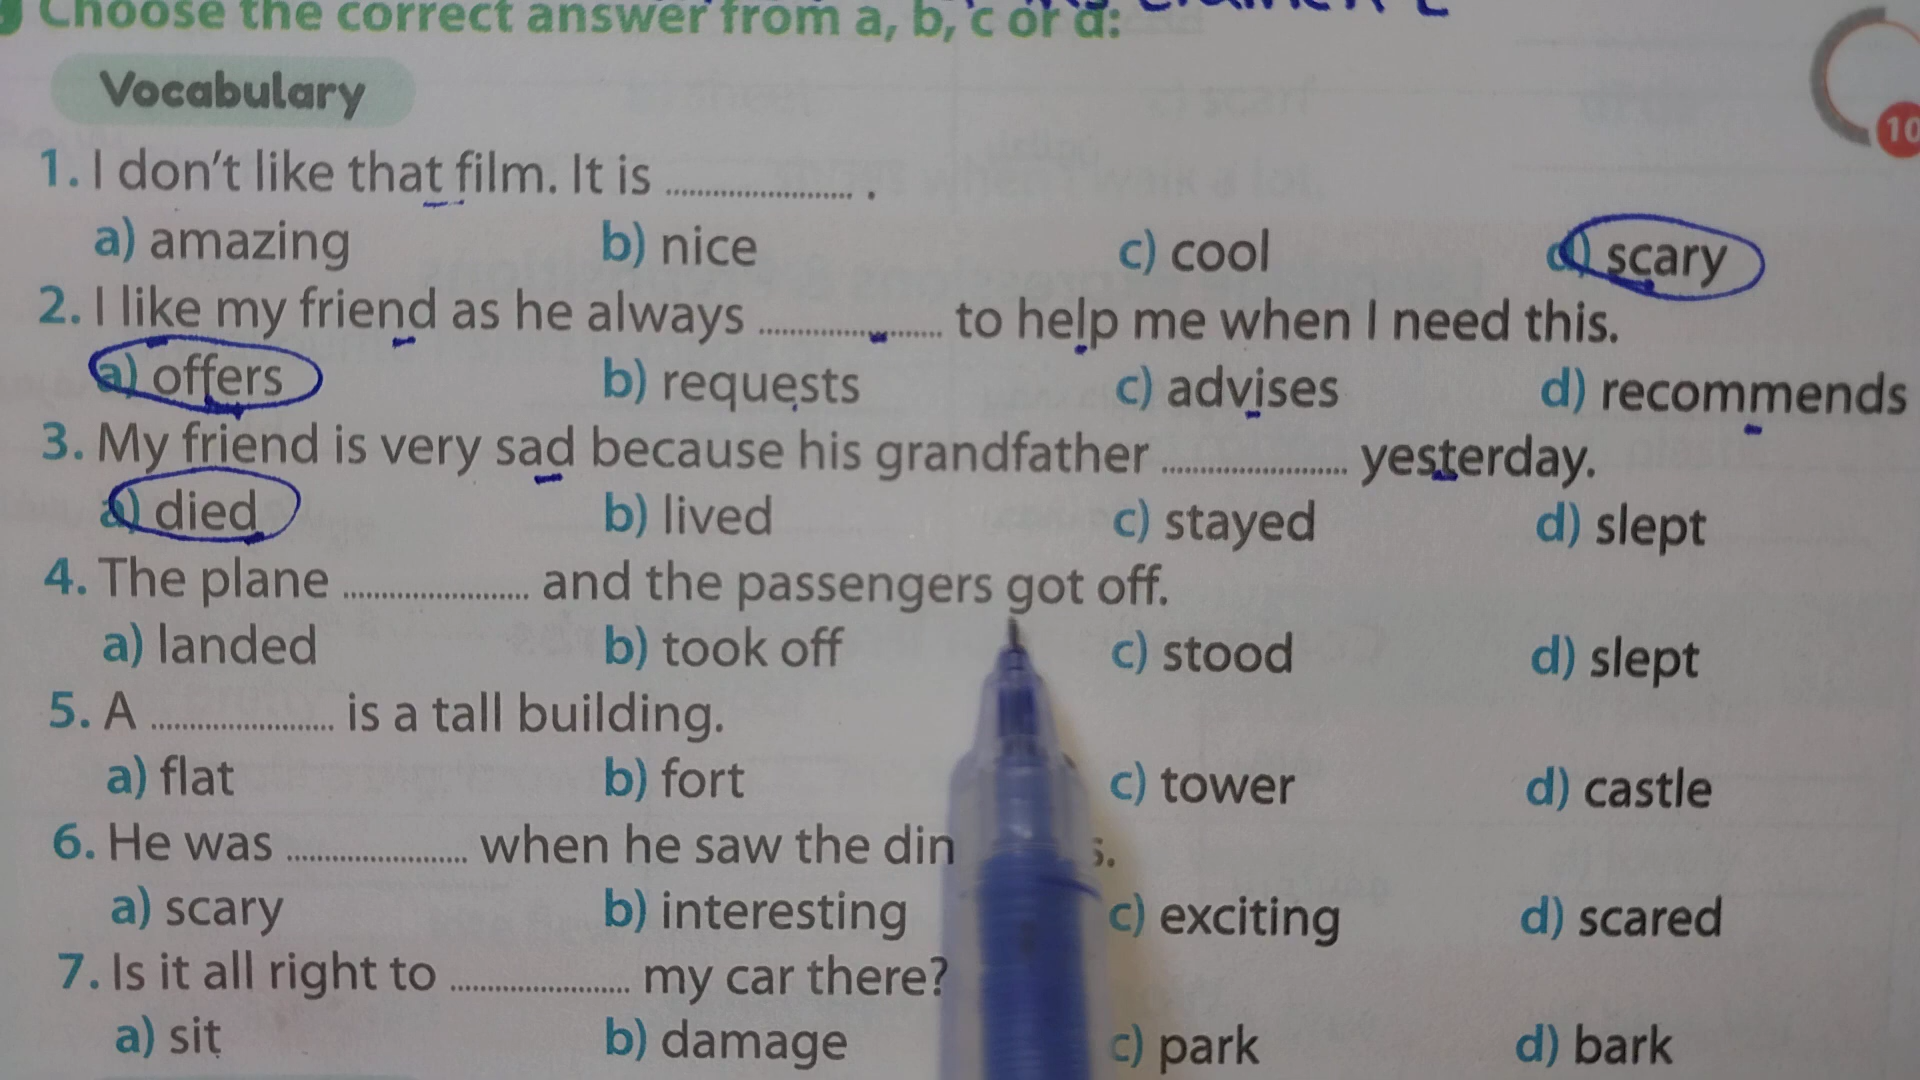 Choose the correct answer from a, b, c or d:
Vocabulary
10
1. I don't like that film. It is ........................ .
a) amazing b) nice c) cool d) scary
2. I like my friend as he always ........................ to help me when I need this.
a) offers b) requests c) advises d) recommends
3. My friend is very sad because his grandfather ........................ yesterday.
a) died b) lived c) stayed d) slept
4. The plane ........................ and the passengers got off.
a) landed b) took off c) stood d) slept
5. A ........................ is a tall building.
a) flat b) fort c) tower d) castle
6. He was ........................ when he saw the din s.
a) scary b) interesting c) exciting d) scared
7. Is it all right to ........................ my car there?
a) sit b) damage c) park d) bark